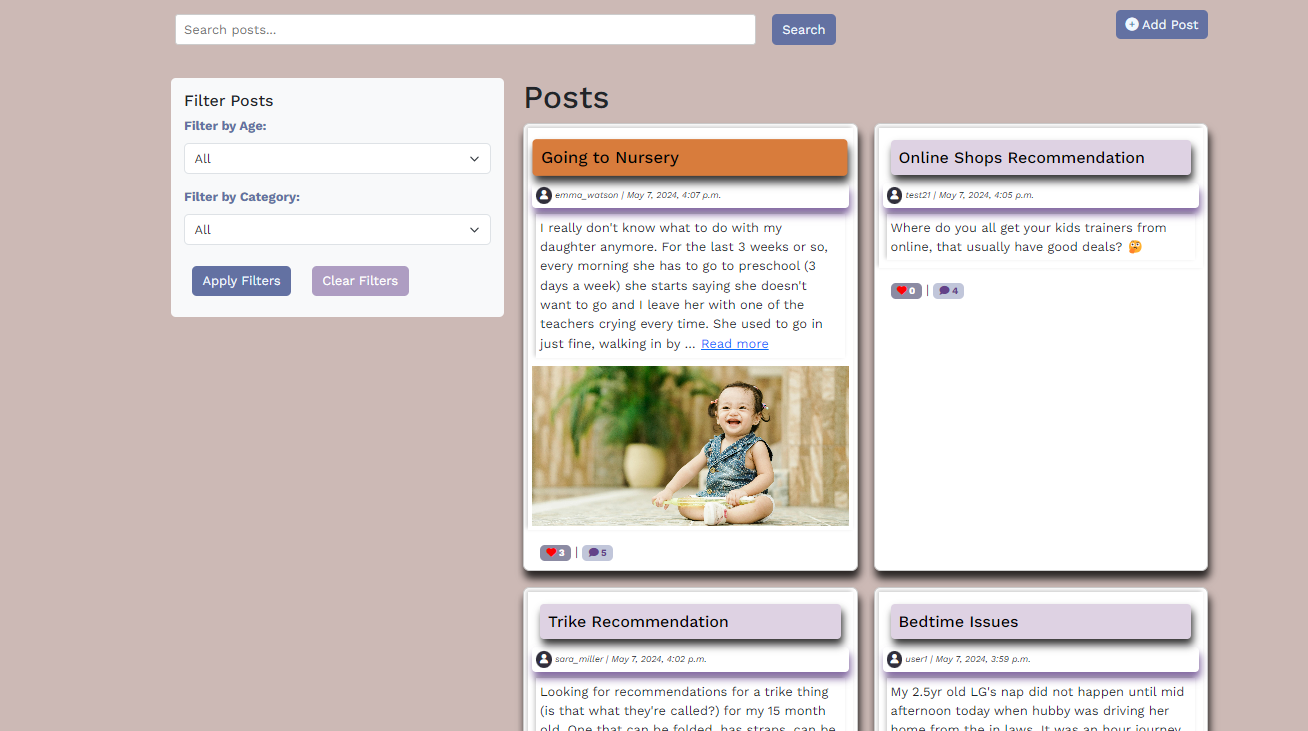 Search posts...
Search
Add Post
Filter Posts
Filter by Age:
All
Filter by Category:
All
Apply Filters
Clear Filters
Posts
Going to Nursery
emma_watson | May 7, 2024, 4:07 p.m.
I really don't know what to do with my
daughter anymore. For the last 3 weeks or so,
every morning she has to go to preschool (3
days a week) she starts saying she doesn't
want to go and I leave her with one of the
teachers crying every time. She used to go in
just fine, walking in by ... Read more
3 | 5
Online Shops Recommendation
test21 | May 7, 2024, 4:05 p.m.
Where do you all get your kids trainers from
online, that usually have good deals? 🤔
0 | 4
Trike Recommendation
sara_miller | May 7, 2024, 4:02 p.m.
Looking for recommendations for a trike thing
(is that what they're called?) for my 15 month
old. One that can be folded, has straps, can be
Bedtime Issues
user1 | May 7, 2024, 3:59 p.m.
My 2.5yr old LG's nap did not happen until mid
afternoon today when hubby was driving her
home from the in laws. It was an hour journey